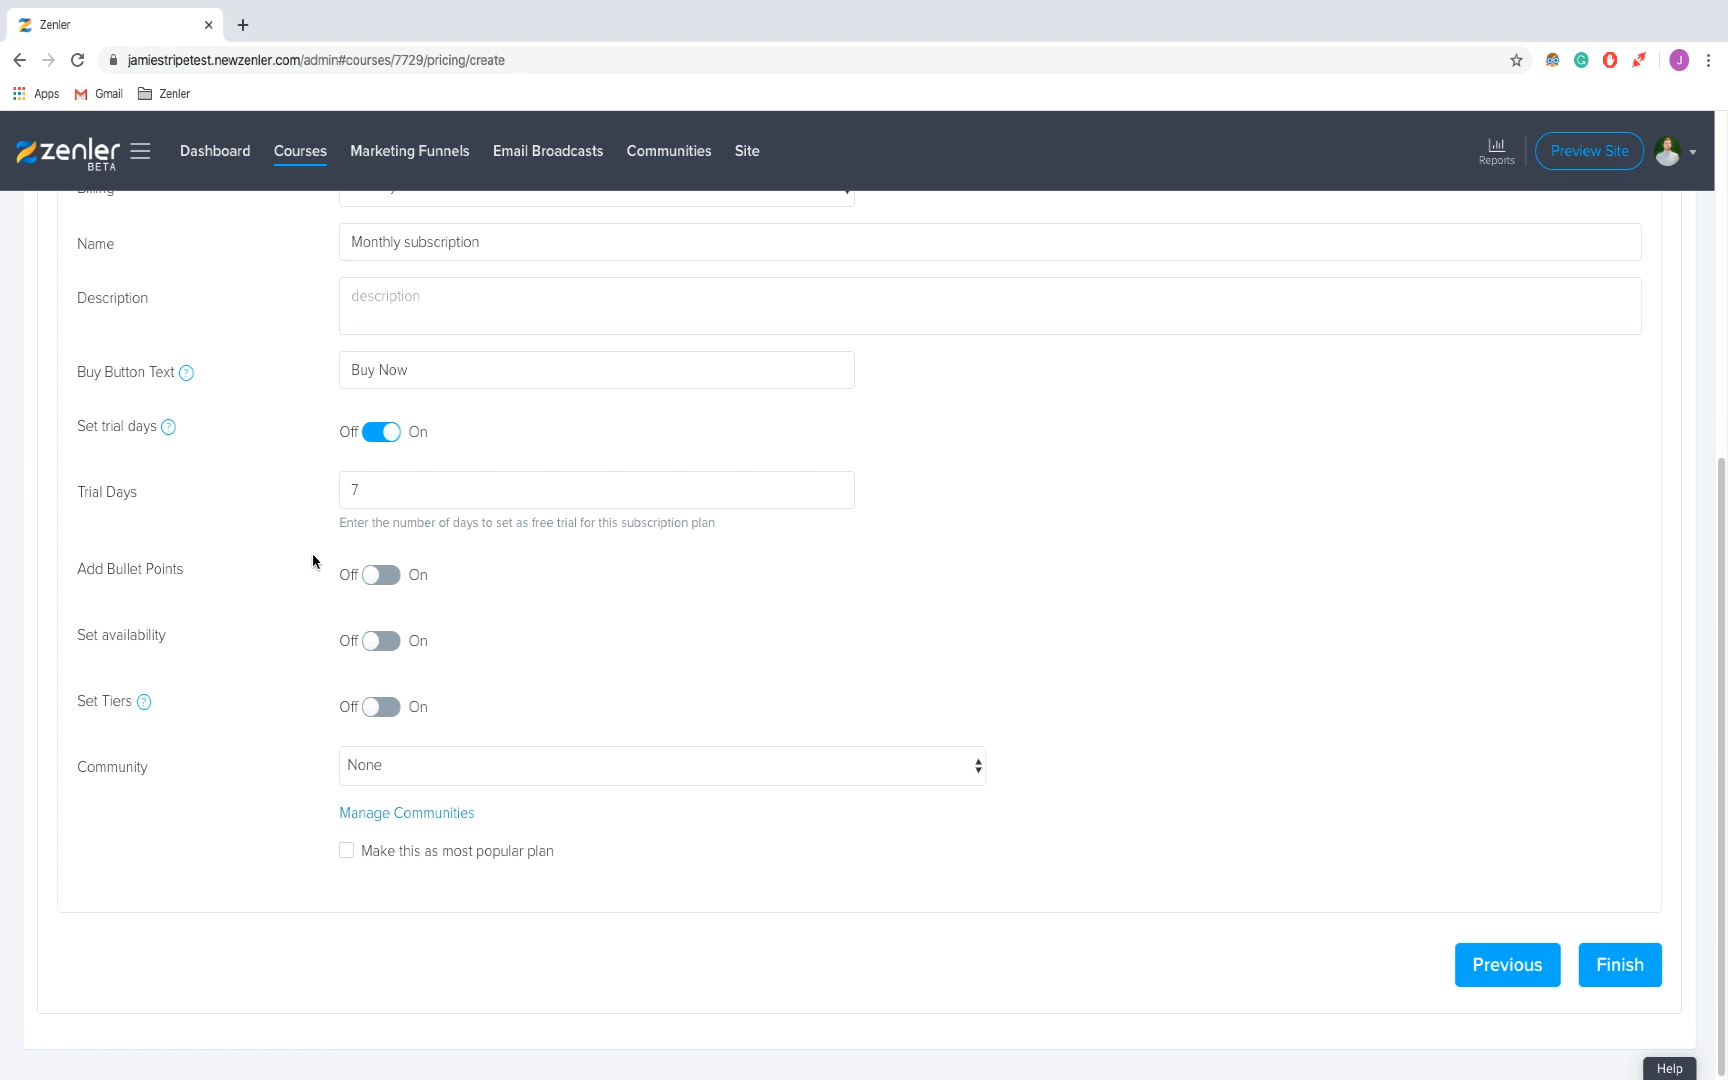 Zenler
jamiestripetest.newzenler.com/admin#courses/7729/pricing/create
J
Apps Gmail Zenler
zenler
BETA
Dashboard Courses Marketing Funnels Email Broadcasts Communities Site
Reports
Preview Site
Name
Monthly subscription
Description
description
Buy Button Text ?
Buy Now
Set trial days ?
Off On
Trial Days
7
Enter the number of days to set as free trial for this subscription plan
Add Bullet Points
Off On
Set availability
Off On
Set Tiers ?
Off On
Community
None
Manage Communities
Make this as most popular plan
Previous Finish
Help